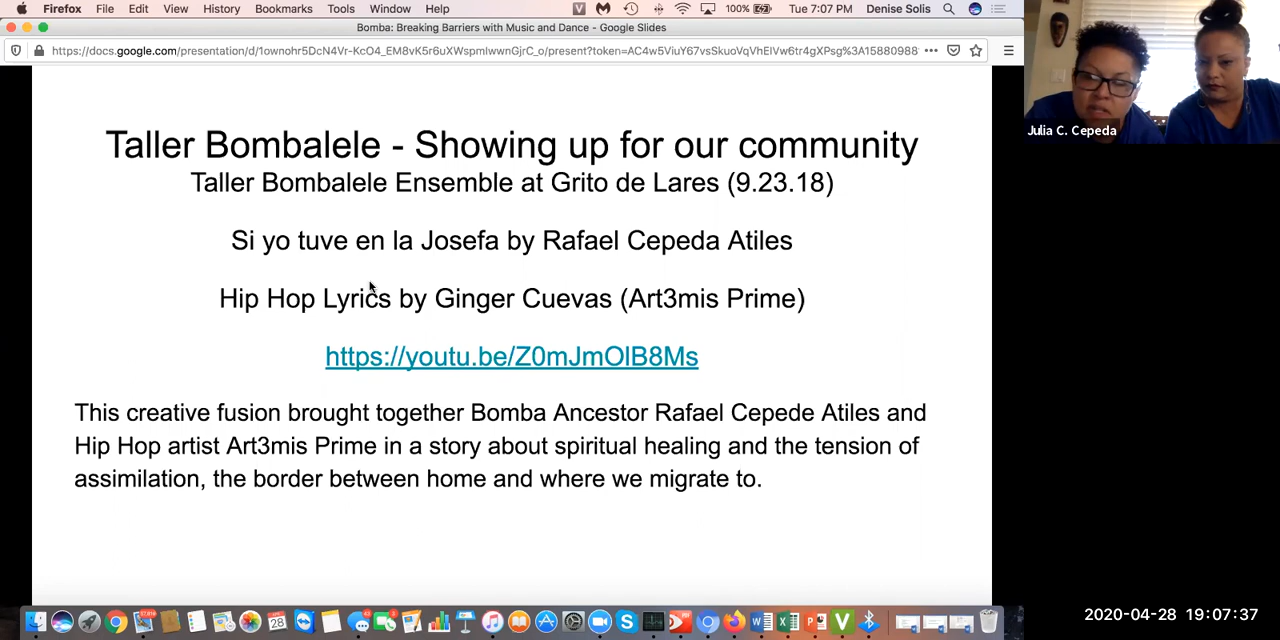 Firefox File Edit View History Bookmarks Tools Window Help 100% Tue 7:07 PM Denise Solis
Bomba: Breaking Barriers with Music and Dance - Google Slides
Julia C. Cepeda
Taller Bombalele - Showing up for our community
Taller Bombalele Ensemble at Grito de Lares (9.23.18)
Si yo tuve en la Josefa by Rafael Cepeda Atiles
Hip Hop Lyrics by Ginger Cuevas (Art3mis Prime)
https://youtu.be/Z0mJmOlB8Ms
This creative fusion brought together Bomba Ancestor Rafael Cepede Atiles and
Hip Hop artist Art3mis Prime in a story about spiritual healing and the tension of
assimilation, the border between home and where we migrate to.
2020-04-28 19:07:37